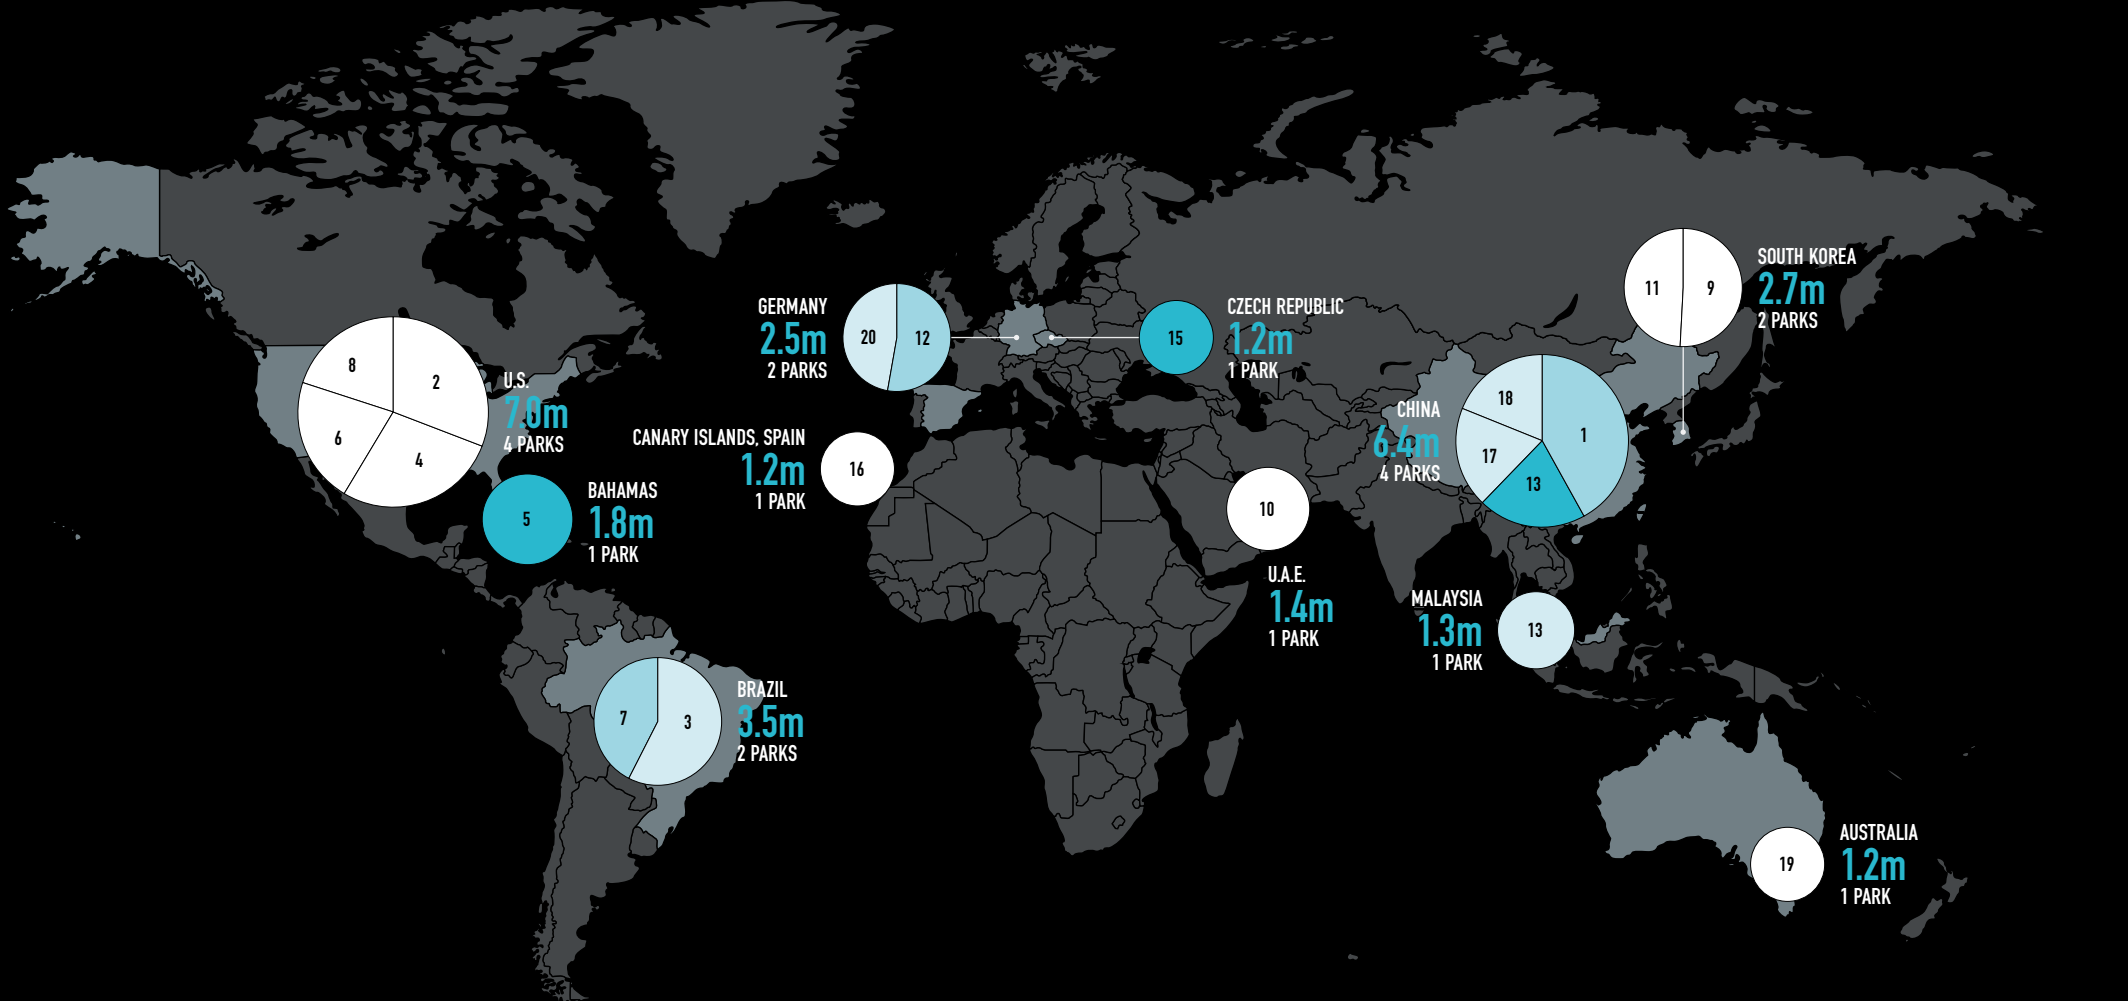 U.S.
7.0m
4 PARKS
8
2
6
4
BAHAMAS
1.8m
1 PARK
5
BRAZIL
3.5m
2 PARKS
7
3
GERMANY
2.5m
2 PARKS
20
12
CZECH REPUBLIC
1.2m
1 PARK
15
CANARY ISLANDS, SPAIN
1.2m
1 PARK
16
U.A.E.
1.4m
1 PARK
10
CHINA
6.4m
4 PARKS
18
1
17
13
SOUTH KOREA
2.7m
2 PARKS
11
9
MALAYSIA
1.3m
1 PARK
13
AUSTRALIA
1.2m
1 PARK
19